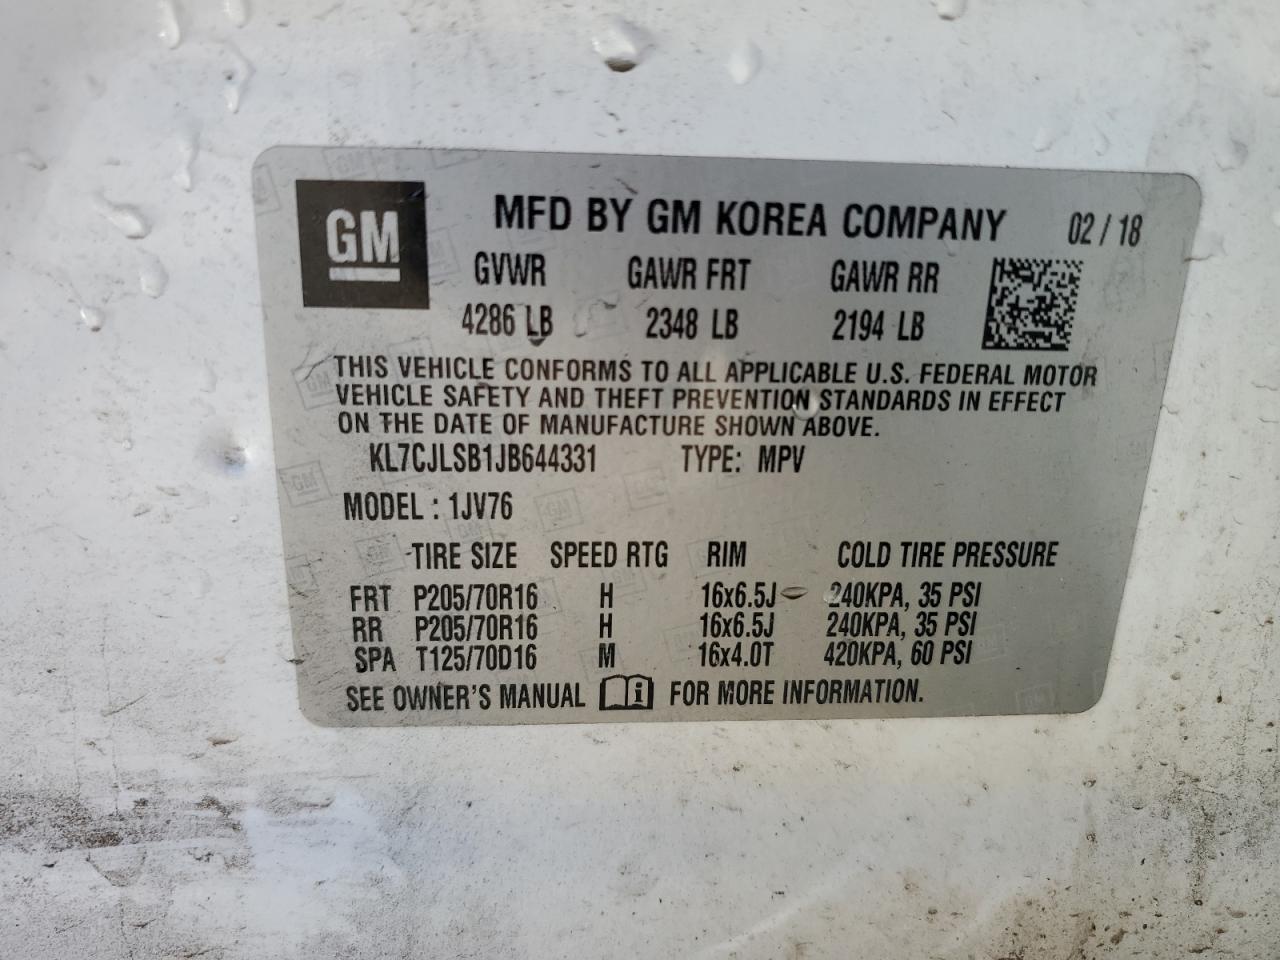 GM
MFD BY GM KOREA COMPANY 02 / 18
GVWR GAWR FRT GAWR RR
4286 LB 2348 LB 2194 LB
THIS VEHICLE CONFORMS TO ALL APPLICABLE U.S. FEDERAL MOTOR
VEHICLE SAFETY AND THEFT PREVENTION STANDARDS IN EFFECT
ON THE DATE OF MANUFACTURE SHOWN ABOVE.
KL7CJLSB1JB644331 TYPE: MPV
MODEL : 1JV76
TIRE SIZE SPEED RTG RIM COLD TIRE PRESSURE
FRT P205/70R16 H 16x6.5J 240KPA, 35 PSI
RR P205/70R16 H 16x6.5J 240KPA, 35 PSI
SPA T125/70D16 M 16x4.0T 420KPA, 60 PSI
SEE OWNER'S MANUAL i FOR MORE INFORMATION.